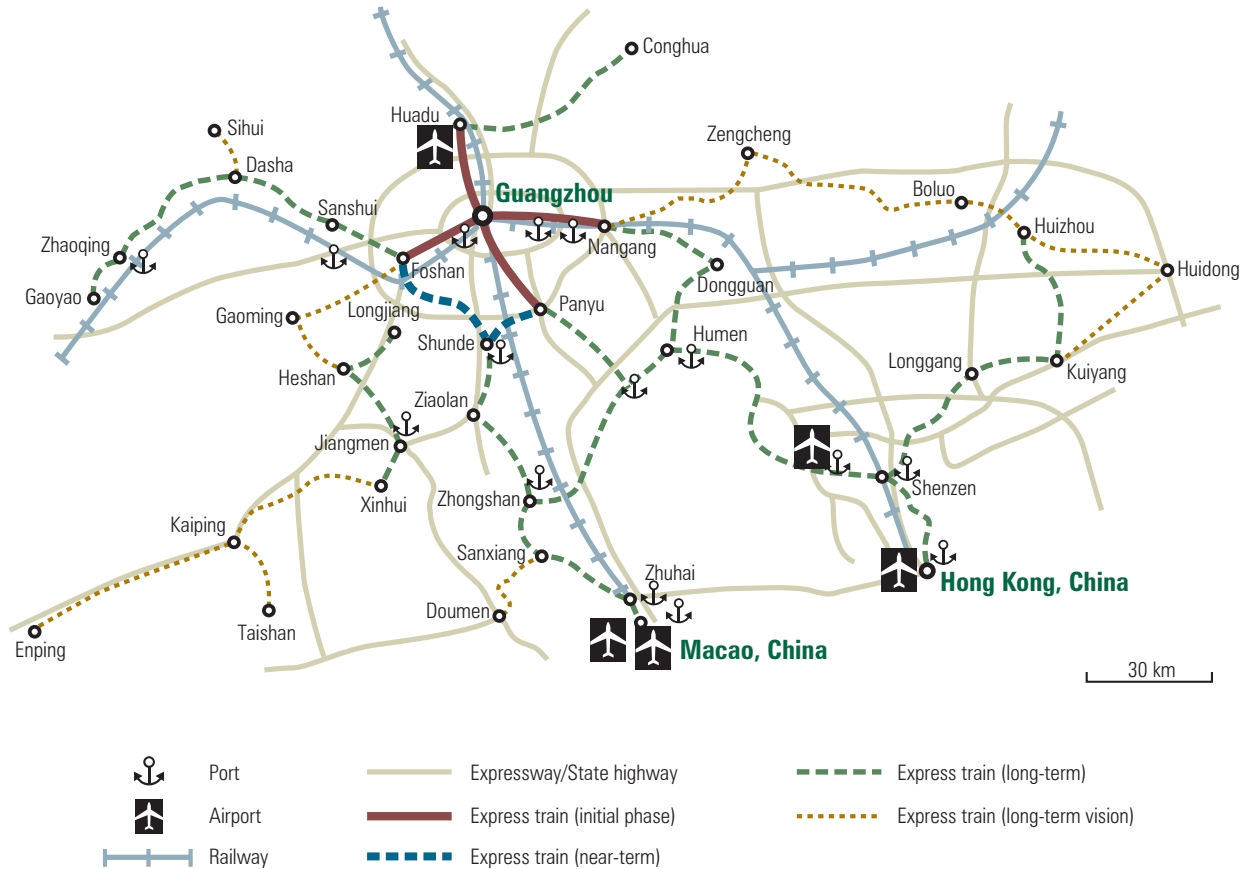 Conghua
Huadu
Sihui
Zengcheng
Dasha
Guangzhou
Boluo
Sanshui
Huizhou
Zhaoqing
Nangang
Foshan
Huidong
Dongguan
Gaoyao
Longjiang
Panyu
Gaoming
Shunde
Humen
Longgang
Kuiyang
Heshan
Ziaolan
Jiangmen
Shenzen
Xinhui
Zhongshan
Kaiping
Sanxiang
Zhuhai
Hong Kong, China
Doumen
Taishan
Enping
Macao, China
30 km
Port
Expressway/State highway
Express train (long-term)
Airport
Express train (initial phase)
Express train (long-term vision)
Railway
Express train (near-term)